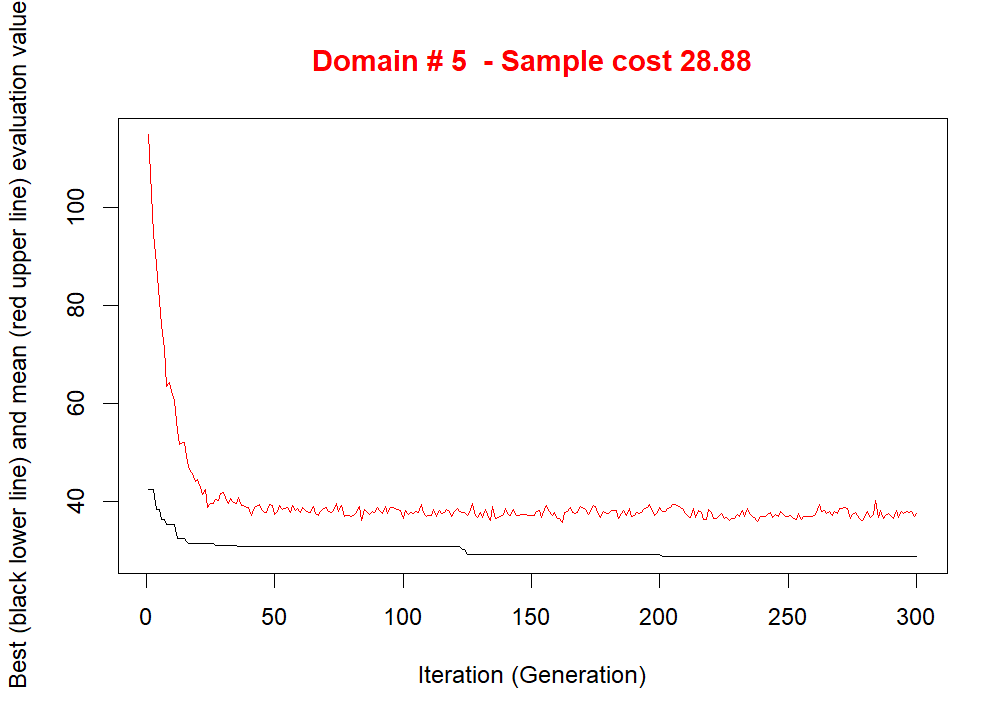 Domain # 5  - Sample cost 28.88
Best (black lower line) and mean (red upper line) evaluation value
100
80
60
40
0 50 100 150 200 250 300
Iteration (Generation)